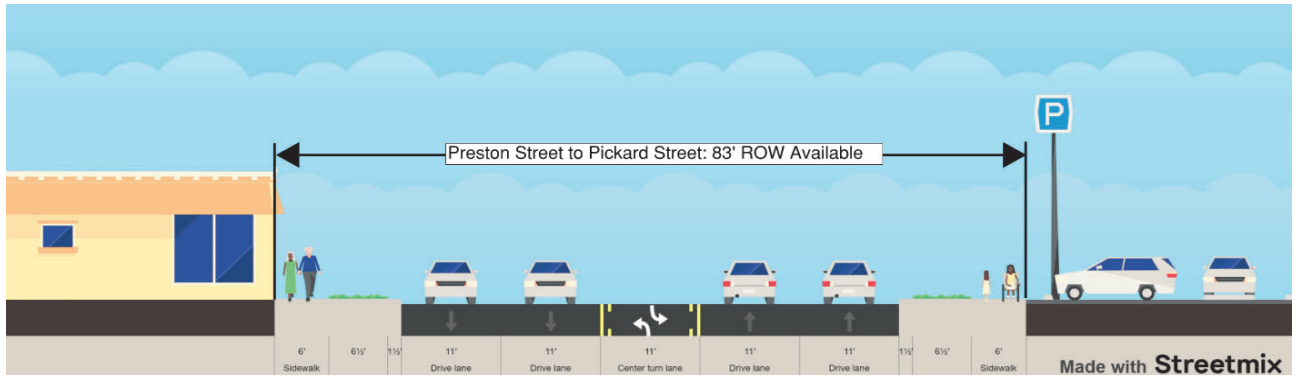 P
Preston Street to Pickard Street: 83' ROW Available
6' 6½' 1½' 11' 11' 11' 11' 11' 1½' 6½' 6'
Sidewalk Drive lane Drive lane Center turn lane Drive lane Drive lane Sidewalk
Made with Streetmix